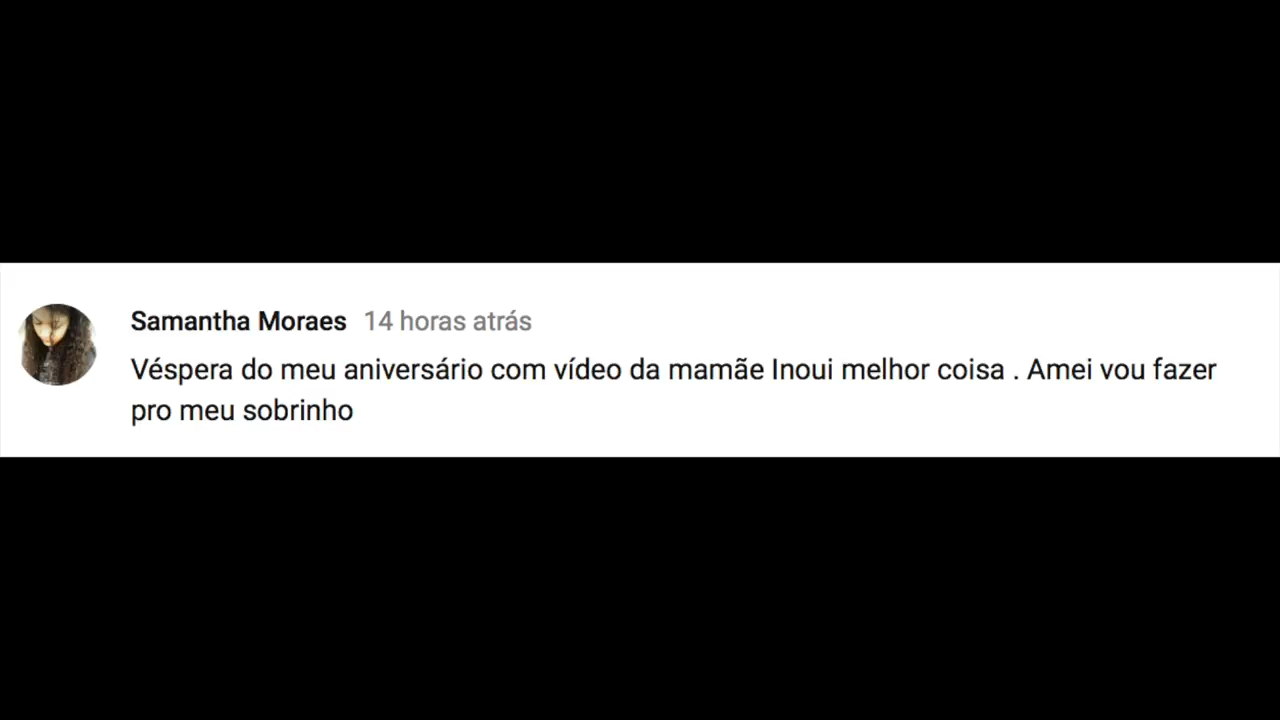 Samantha Moraes 14 horas atrás
Véspera do meu aniversário com vídeo da mamãe Inoui melhor coisa . Amei vou fazer
pro meu sobrinho